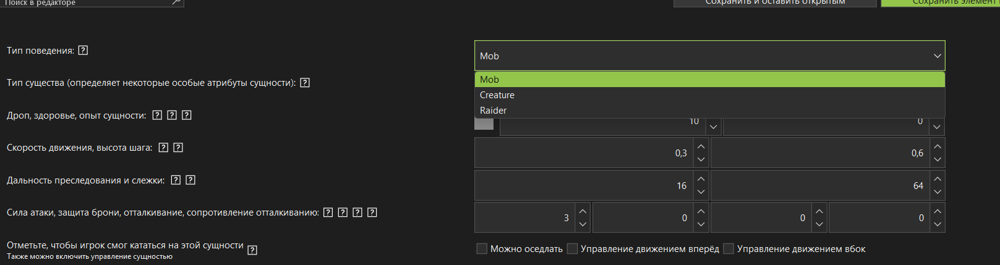 Поиск в редакторе
Сохранить и оставить открытым
Сохранить элемент
Тип поведения: ?
Mob
Тип существа (определяет некоторые особые атрибуты сущности): ?
Mob
Creature
Raider
Дроп, здоровье, опыт сущности: ? ? ?
10
0
Скорость движения, высота шага: ? ?
0,3
0,6
Дальность преследования и слежки: ? ?
16
64
Сила атаки, защита брони, отталкивание, сопротивление отталкиванию: ? ? ? ?
3
0
0
0
Отметьте, чтобы игрок смог кататься на этой сущности ?
Также можно включить управление сущностью
Можно оседлать
Управление движением вперёд
Управление движением вбок